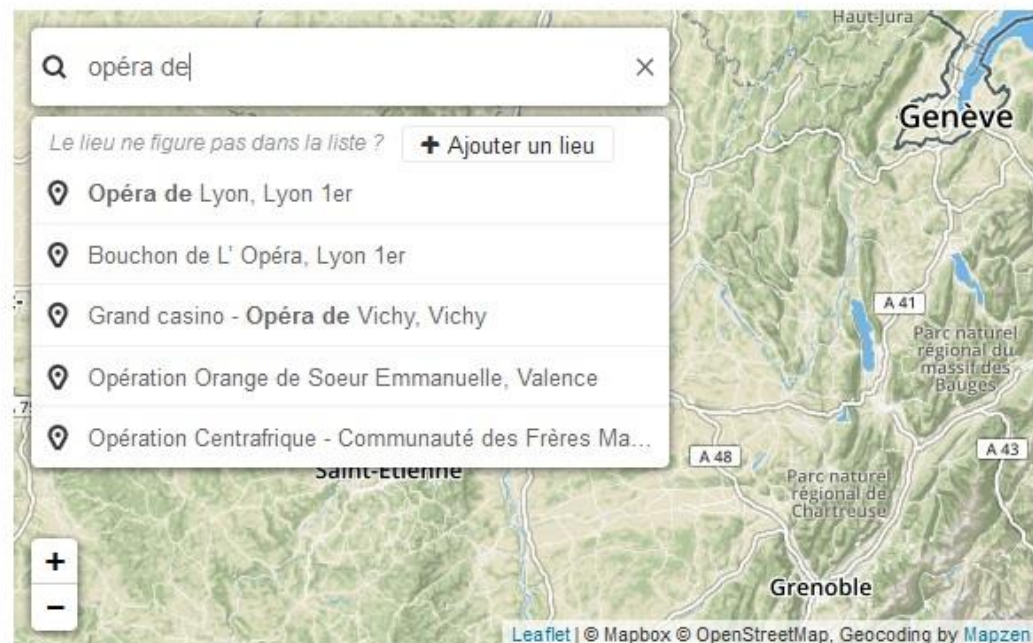 opéra de
Le lieu ne figure pas dans la liste ?
Ajouter un lieu
Opéra de Lyon, Lyon 1er
Bouchon de L' Opéra, Lyon 1er
Grand casino - Opéra de Vichy, Vichy
Opération Orange de Soeur Emmanuelle, Valence
Opération Centrafrique - Communauté des Frères Ma...
Haut-Jura
Genève
A 41
Parc naturel
régional du
massif des
Bauges
A 43
A 48
Saint-Etienne
Parc naturel
régional de
Chartreuse
Grenoble
+
−
Leaflet | © Mapbox © OpenStreetMap, Geocoding by Mapzen